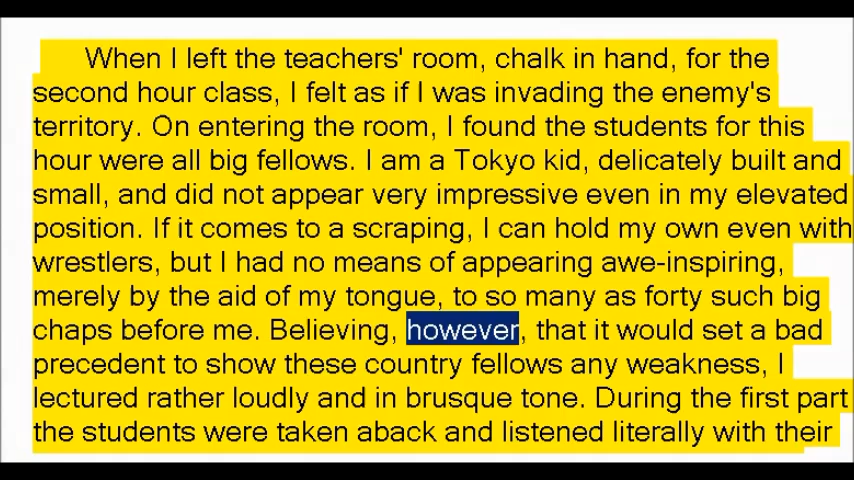 When I left the teachers' room, chalk in hand, for the
second hour class, I felt as if I was invading the enemy's
territory. On entering the room, I found the students for this
hour were all big fellows. I am a Tokyo kid, delicately built and
small, and did not appear very impressive even in my elevated
position. If it comes to a scraping, I can hold my own even with
wrestlers, but I had no means of appearing awe-inspiring,
merely by the aid of my tongue, to so many as forty such big
chaps before me. Believing, however, that it would set a bad
precedent to show these country fellows any weakness, I
lectured rather loudly and in brusque tone. During the first part
the students were taken aback and listened literally with their